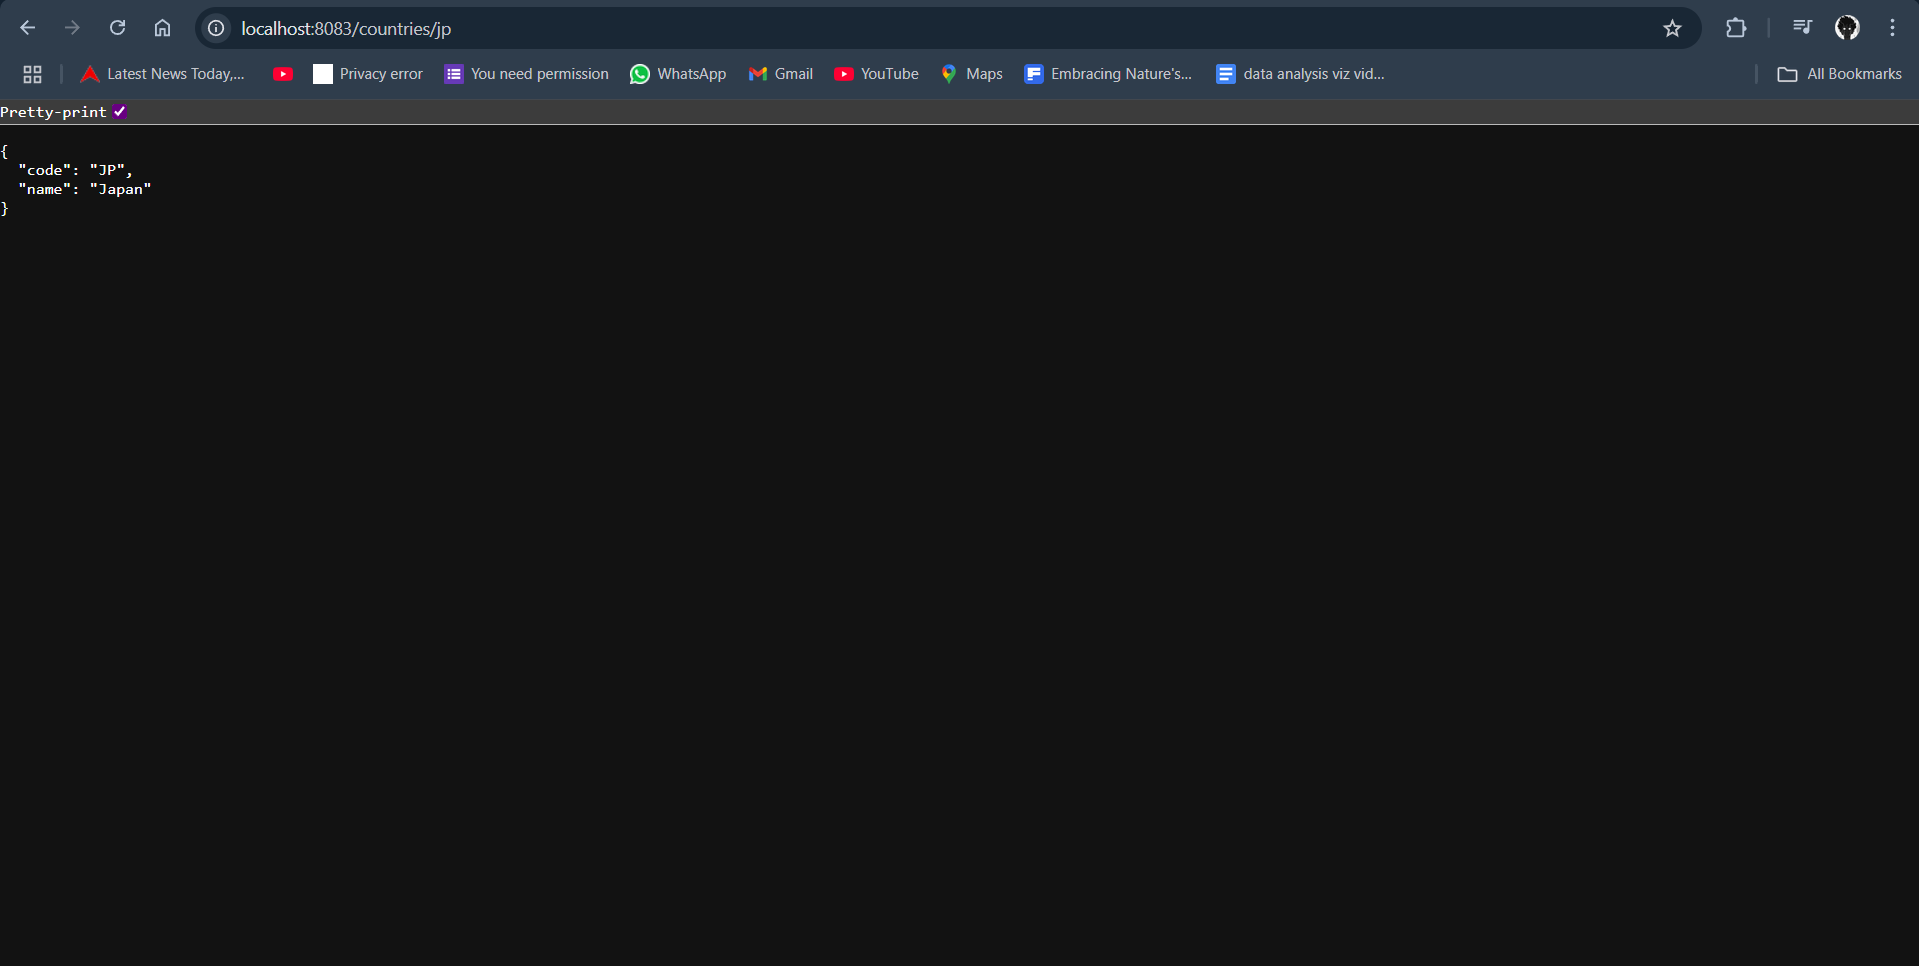 localhost:8083/countries/jp
Latest News Today,... Privacy error You need permission WhatsApp Gmail YouTube Maps Embracing Nature's... data analysis viz vid... All Bookmarks
Pretty-print
{
"code": "JP",
"name": "Japan"
}